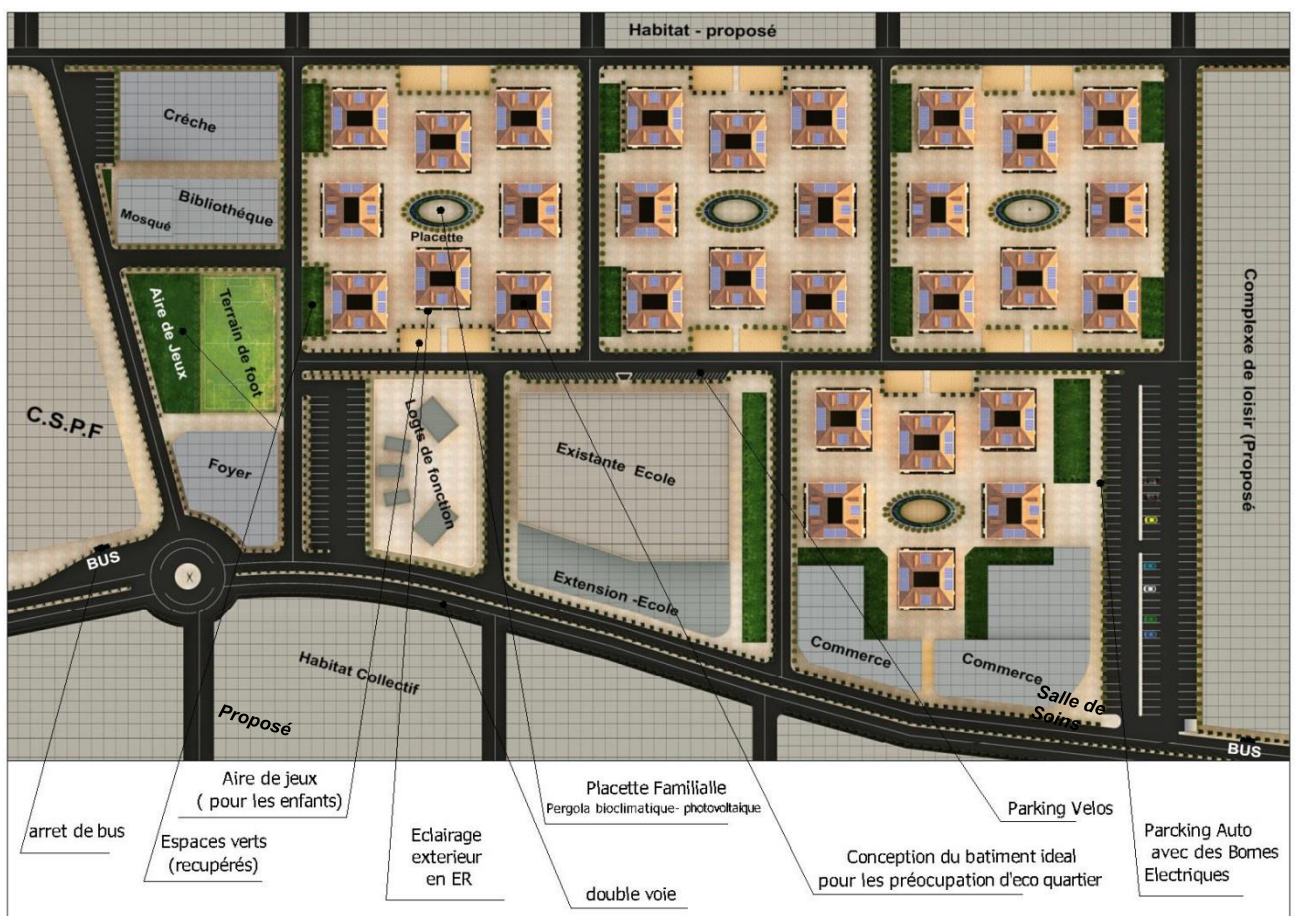 Habitat - proposé
Créche
Bibliothéque
Mosqué
Placette
Aire de Jeux
Terrain de foot
C.S.P.F
Foyer
Logts de fonction
Existante Ecole
Extension -Ecole
Complexe de loisir (Proposé
BUS
Habitat Collectif
Proposé
Commerce
Commerce
Salle de
Soins
BUS
arret de bus
Espaces verts
(recupérés)
Aire de jeux
( pour les enfants)
Eclairage
exterieur
en ER
double voie
Placette Familialle
Pergola bioclimatique- photovoltaique
Conception du batiment ideal
pour les préocupation d'eco quartier
Parking Velos
Parcking Auto
avec des Bornes
Electriques